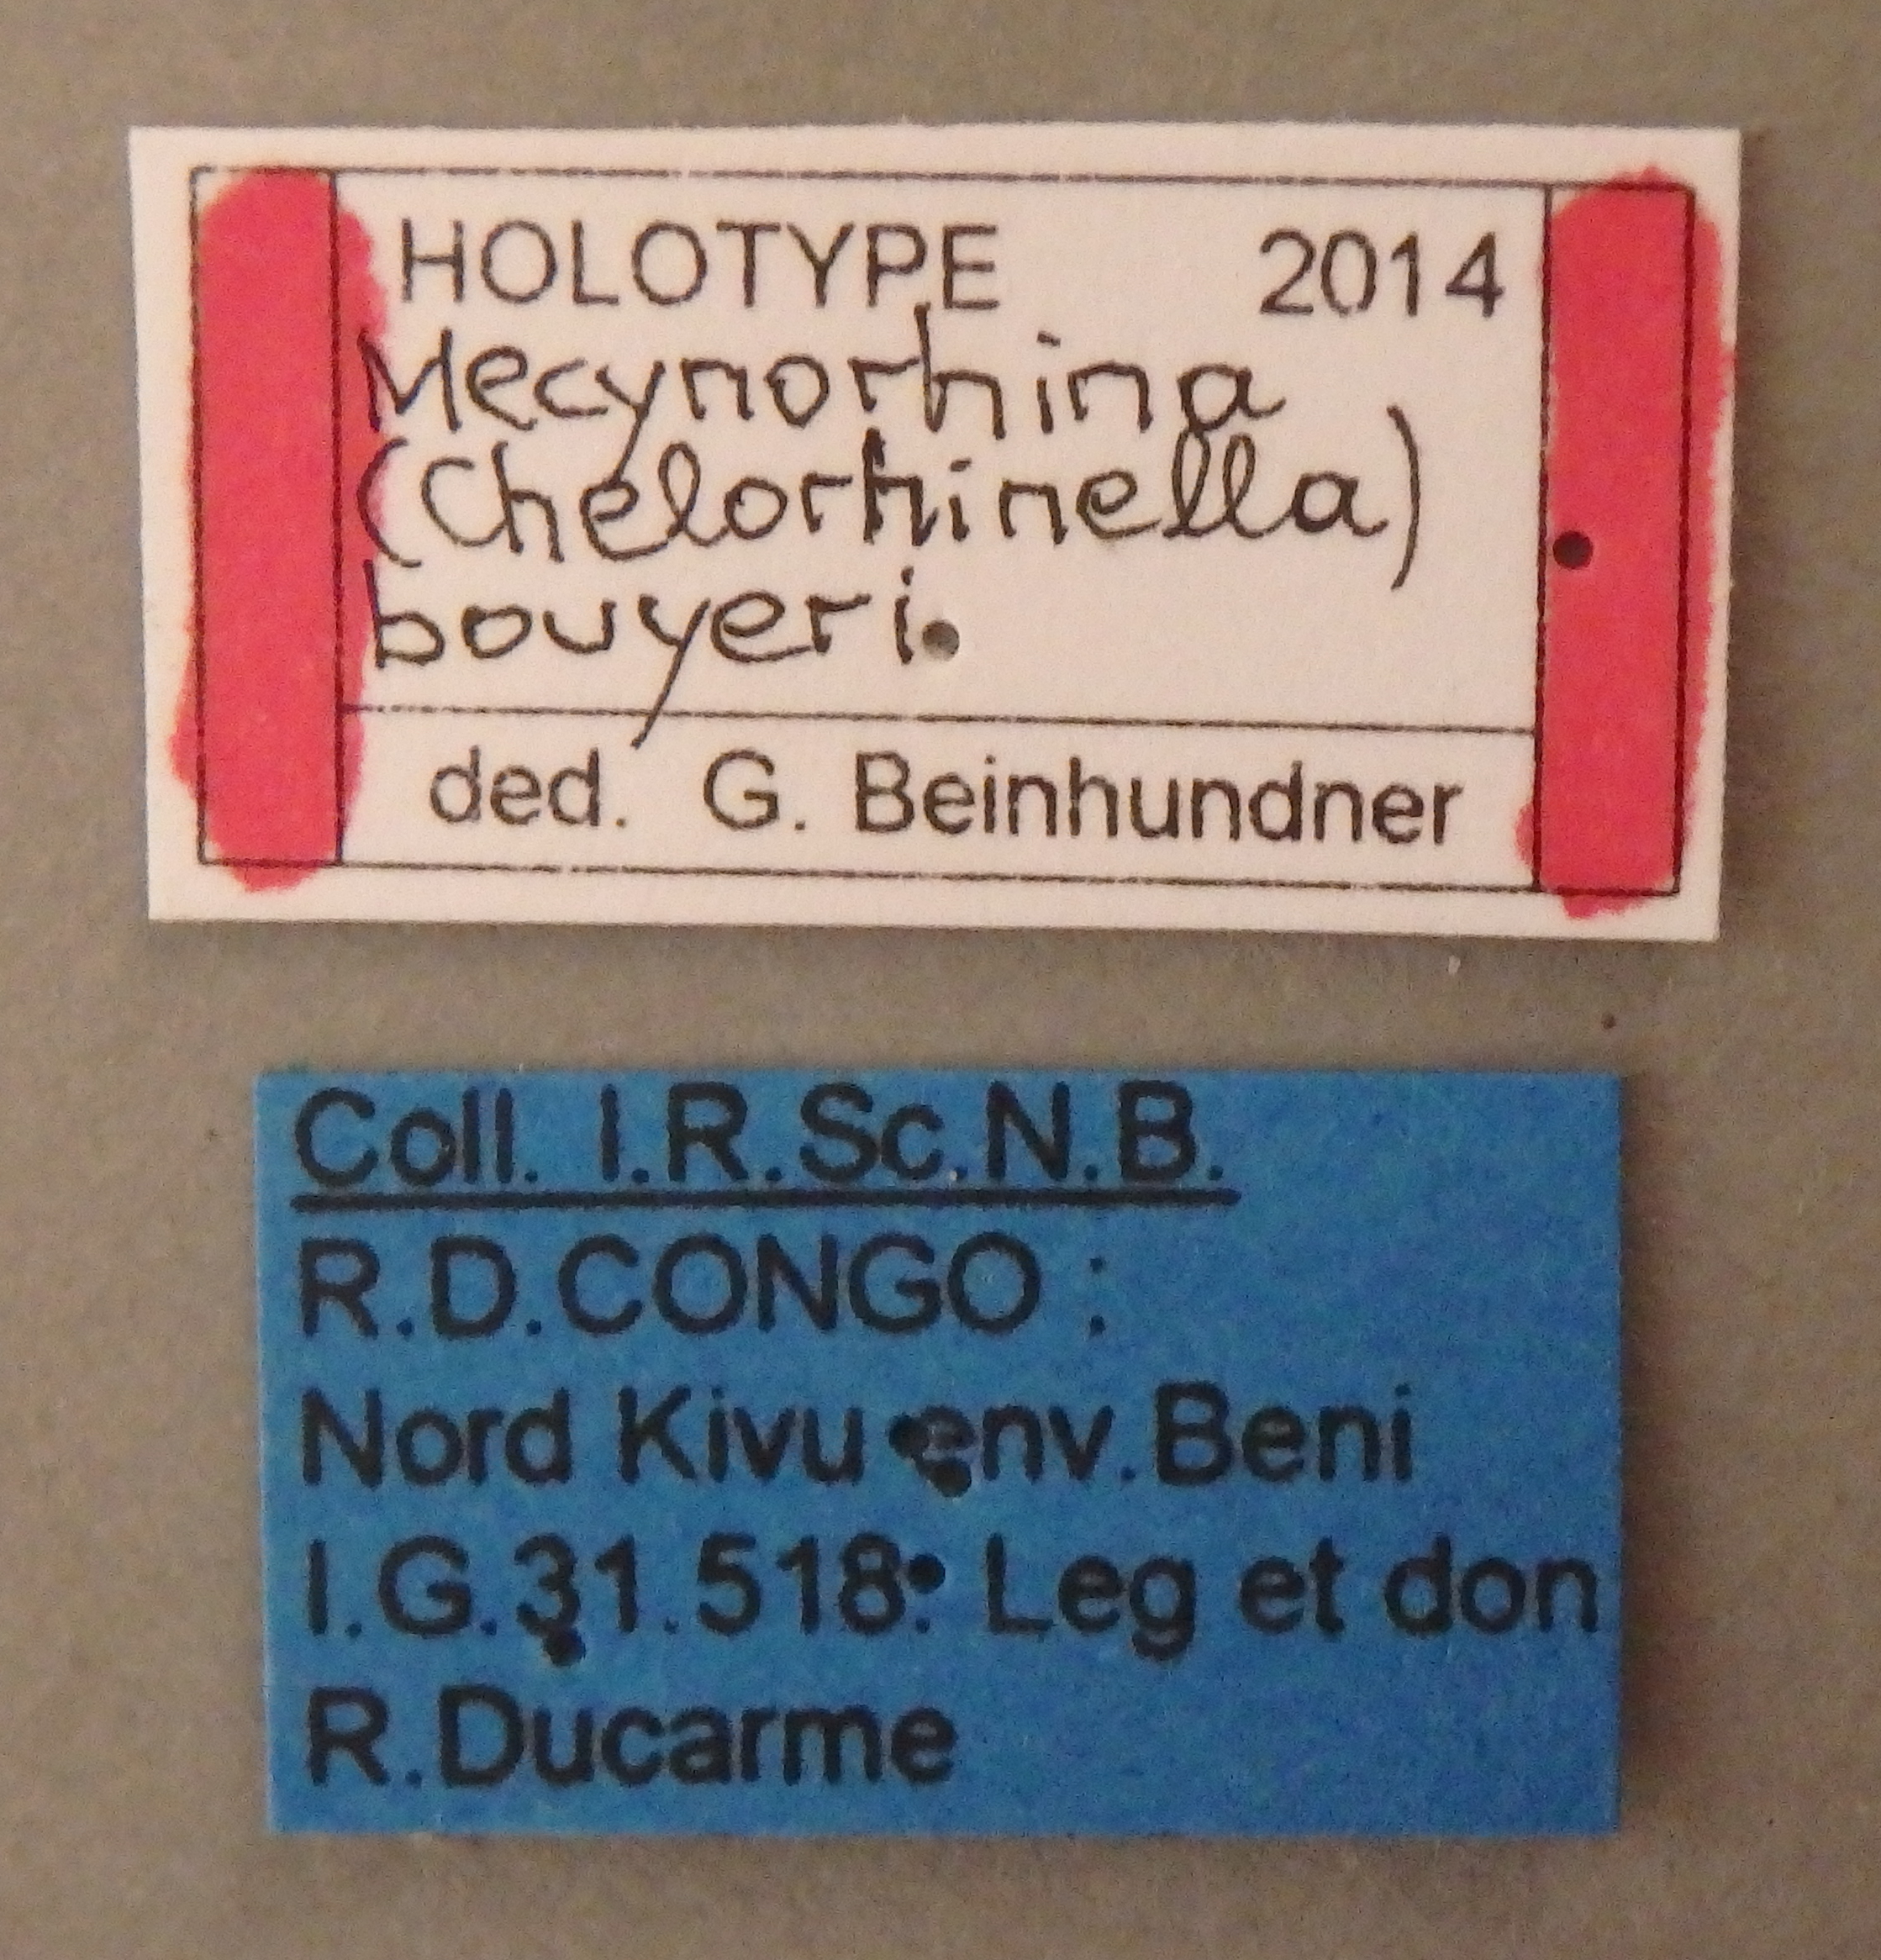 HOLOTYPE 2014
Mecynorhina
(Chelorhinella)
bouyeri
ded. G. Beinhundner
Coll. I.R.Sc.N.B.
R.D.CONGO :
Nord Kivu env.Beni
I.G.31.518: Leg et don
R.Ducarme